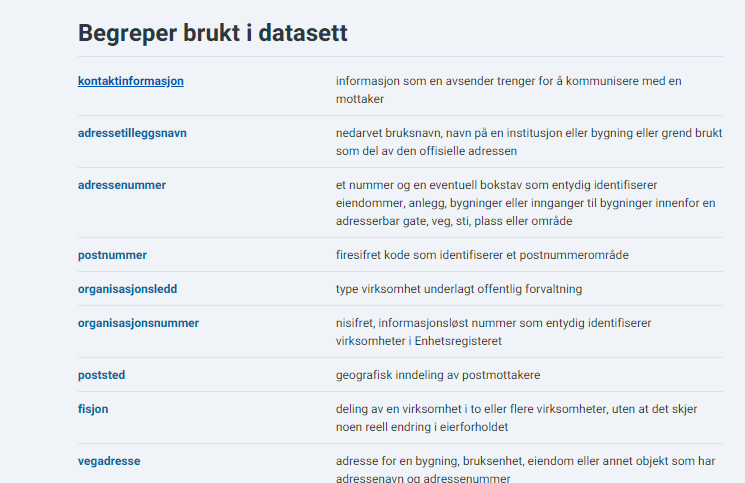 Begreper brukt i datasett
kontaktinformasjon
informasjon som en avsender trenger for å kommunisere med en
mottaker
adressetilleggsnavn
nedarvet bruksnavn, navn på en institusjon eller bygning eller grend brukt
som del av den offisielle adressen
adressenummer
et nummer og en eventuell bokstav som entydig identifiserer
eiendommer, anlegg, bygninger eller innganger til bygninger innenfor en
adresserbar gate, veg, sti, plass eller område
postnummer
firesifret kode som identifiserer et postnummerområde
organisasjonsledd
type virksomhet underlagt offentlig forvaltning
organisasjonsnummer
nisifret, informasjonsløst nummer som entydig identifiserer
virksomheter i Enhetsregisteret
poststed
geografisk inndeling av postmottakere
fisjon
deling av en virksomhet i to eller flere virksomheter, uten at det skjer
noen reell endring i eierforholdet
vegadresse
adresse for en bygning, bruksenhet, eiendom eller annet objekt som har
adressenavn og adressenummer